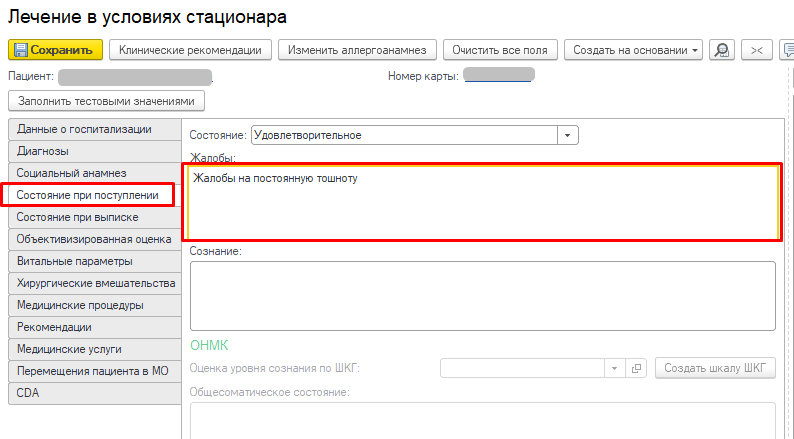 Лечение в условиях стационара
Сохранить
Клинические рекомендации
Изменить аллергоанамнез
Очистить все поля
Создать на основании
Пациент:
Номер карты:
Заполнить тестовыми значениями
Данные о госпитализации
Диагнозы
Социальный анамнез
Состояние при поступлении
Состояние при выписке
Объективизированная оценка
Витальные параметры
Хирургические вмешательства
Медицинские процедуры
Рекомендации
Медицинские услуги
Перемещения пациента в МО
CDA
Состояние: Удовлетворительное
Жалобы:
Жалобы на постоянную тошноту
Сознание:
ОНМК
Оценка уровня сознания по ШКГ:
Создать шкалу ШКГ
Общесоматическое состояние: